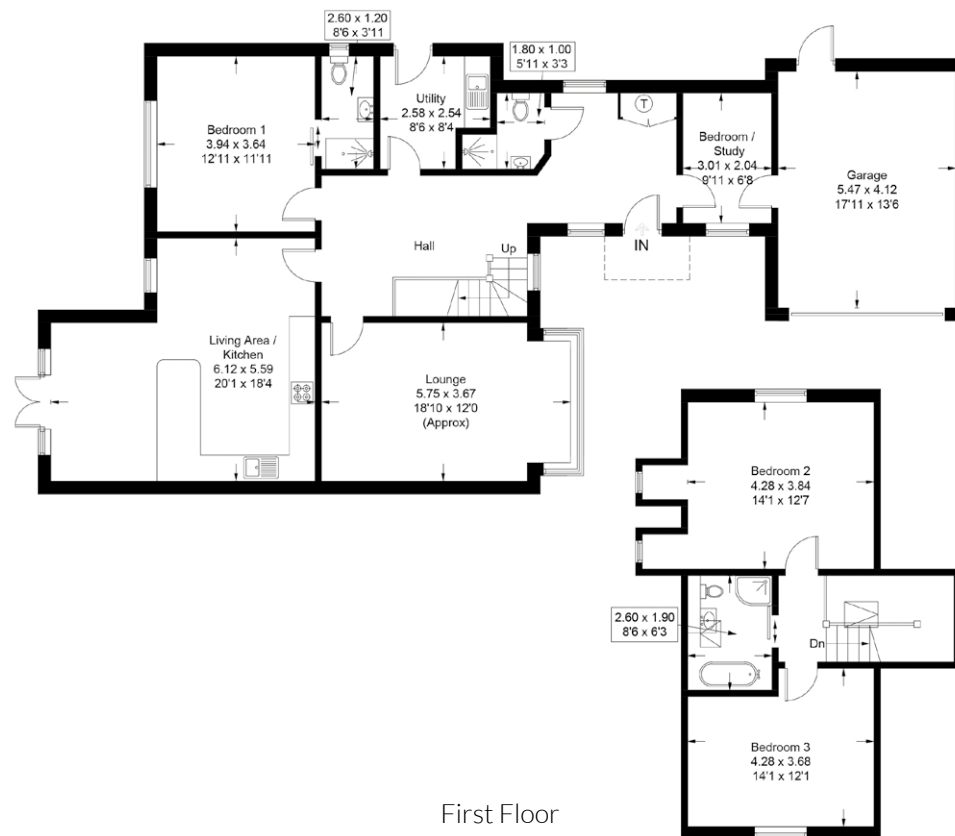 2.60 x 1.20
8'6 x 3'11
1.80 x 1.00
5'11 x 3'3
Utility
2.58 x 2.54
8'6 x 8'4
T
Bedroom 1
3.94 x 3.64
12'11 x 11'11
Bedroom /
Study
3.01 x 2.04
9'11 x 6'8
Garage
5.47 x 4.12
17'11 x 13'6
Hall
Up
IN
Living Area /
Kitchen
6.12 x 5.59
20'1 x 18'4
Lounge
5.75 x 3.67
18'10 x 12'0
(Approx)
Bedroom 2
4.28 x 3.84
14'1 x 12'7
2.60 x 1.90
8'6 x 6'3
Dn
Bedroom 3
4.28 x 3.68
14'1 x 12'1
First Floor